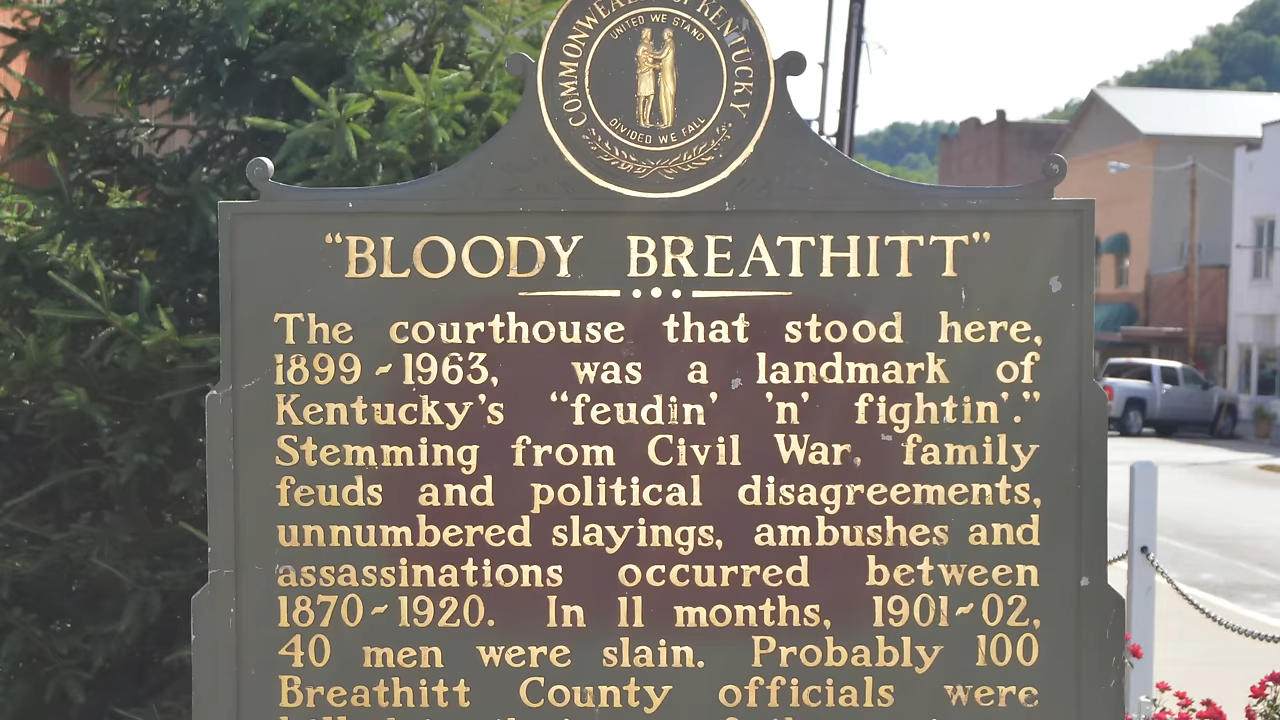 COMMONWEALTH OF KENTUCKY
UNITED WE STAND
DIVIDED WE FALL
“BLOODY BREATHITT”
The courthouse that stood here,
1899~1963, was a landmark of
Kentucky’s “feudin’ ’n’ fightin’.”
Stemming from Civil War, family
feuds and political disagreements,
unnumbered slayings, ambushes and
assassinations occurred between
1870~1920. In 11 months, 1901~02,
40 men were slain. Probably 100
Breathitt County officials were